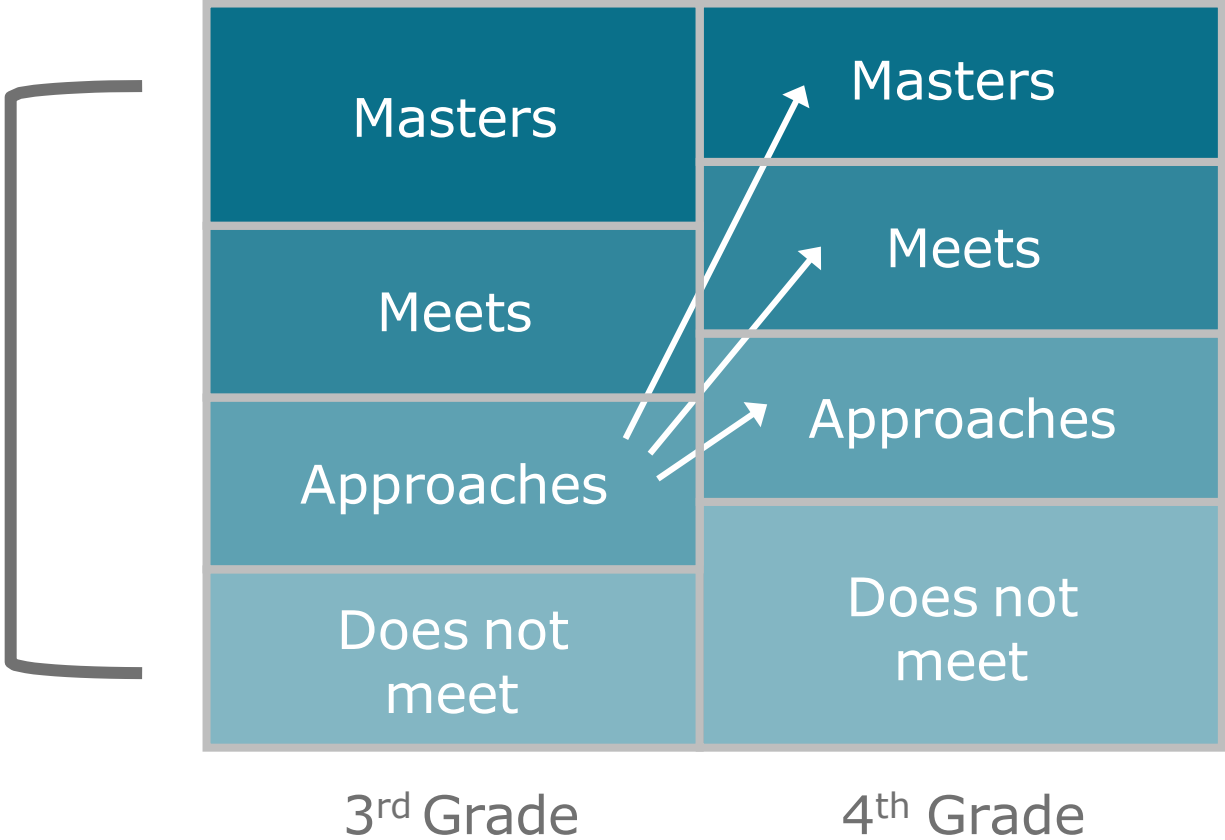 Masters
Meets
Approaches
Does not
meet
3rd Grade
Masters
Meets
Approaches
Does not
meet
4th Grade